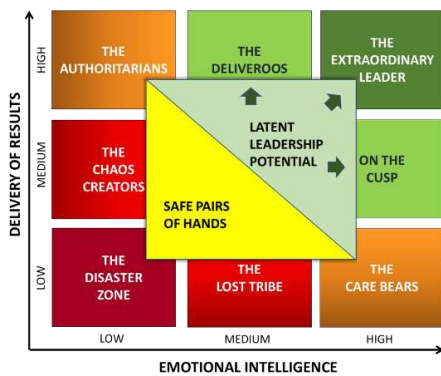 DELIVERY OF RESULTS
HIGH
MEDIUM
LOW
THE
AUTHORITARIANS
THE
DELIVEROOS
THE
EXTRAORDINARY
LEADER
THE
CHAOS
CREATORS
LATENT
LEADERSHIP
POTENTIAL
ON THE
CUSP
SAFE PAIRS
OF HANDS
THE
DISASTER
ZONE
THE
LOST TRIBE
THE
CARE BEARS
LOW
MEDIUM
HIGH
EMOTIONAL INTELLIGENCE